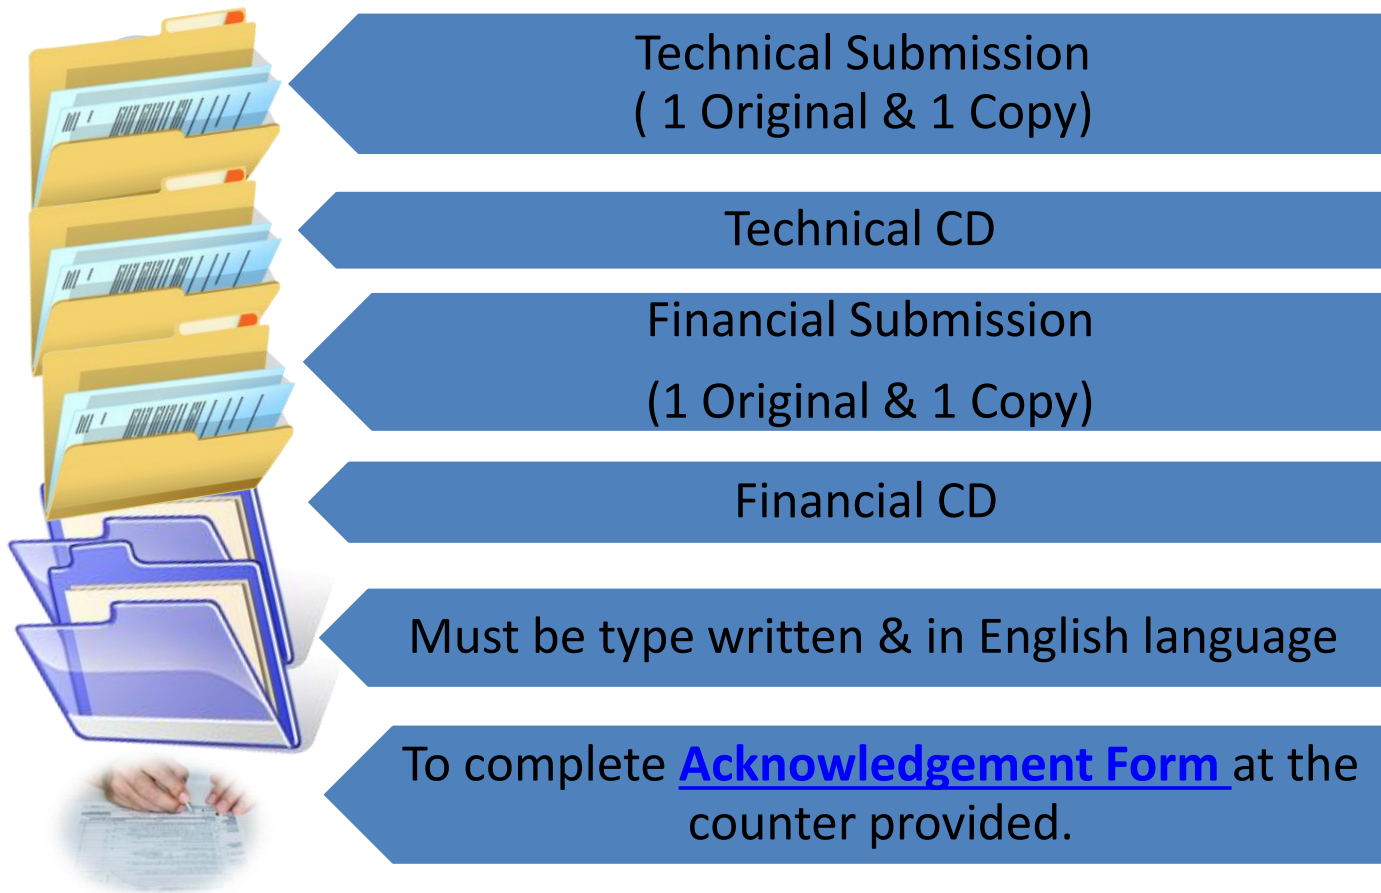 Technical Submission
( 1 Original & 1 Copy)
Technical CD
Financial Submission
(1 Original & 1 Copy)
Financial CD
Must be type written & in English language
To complete Acknowledgement Form at the
counter provided.